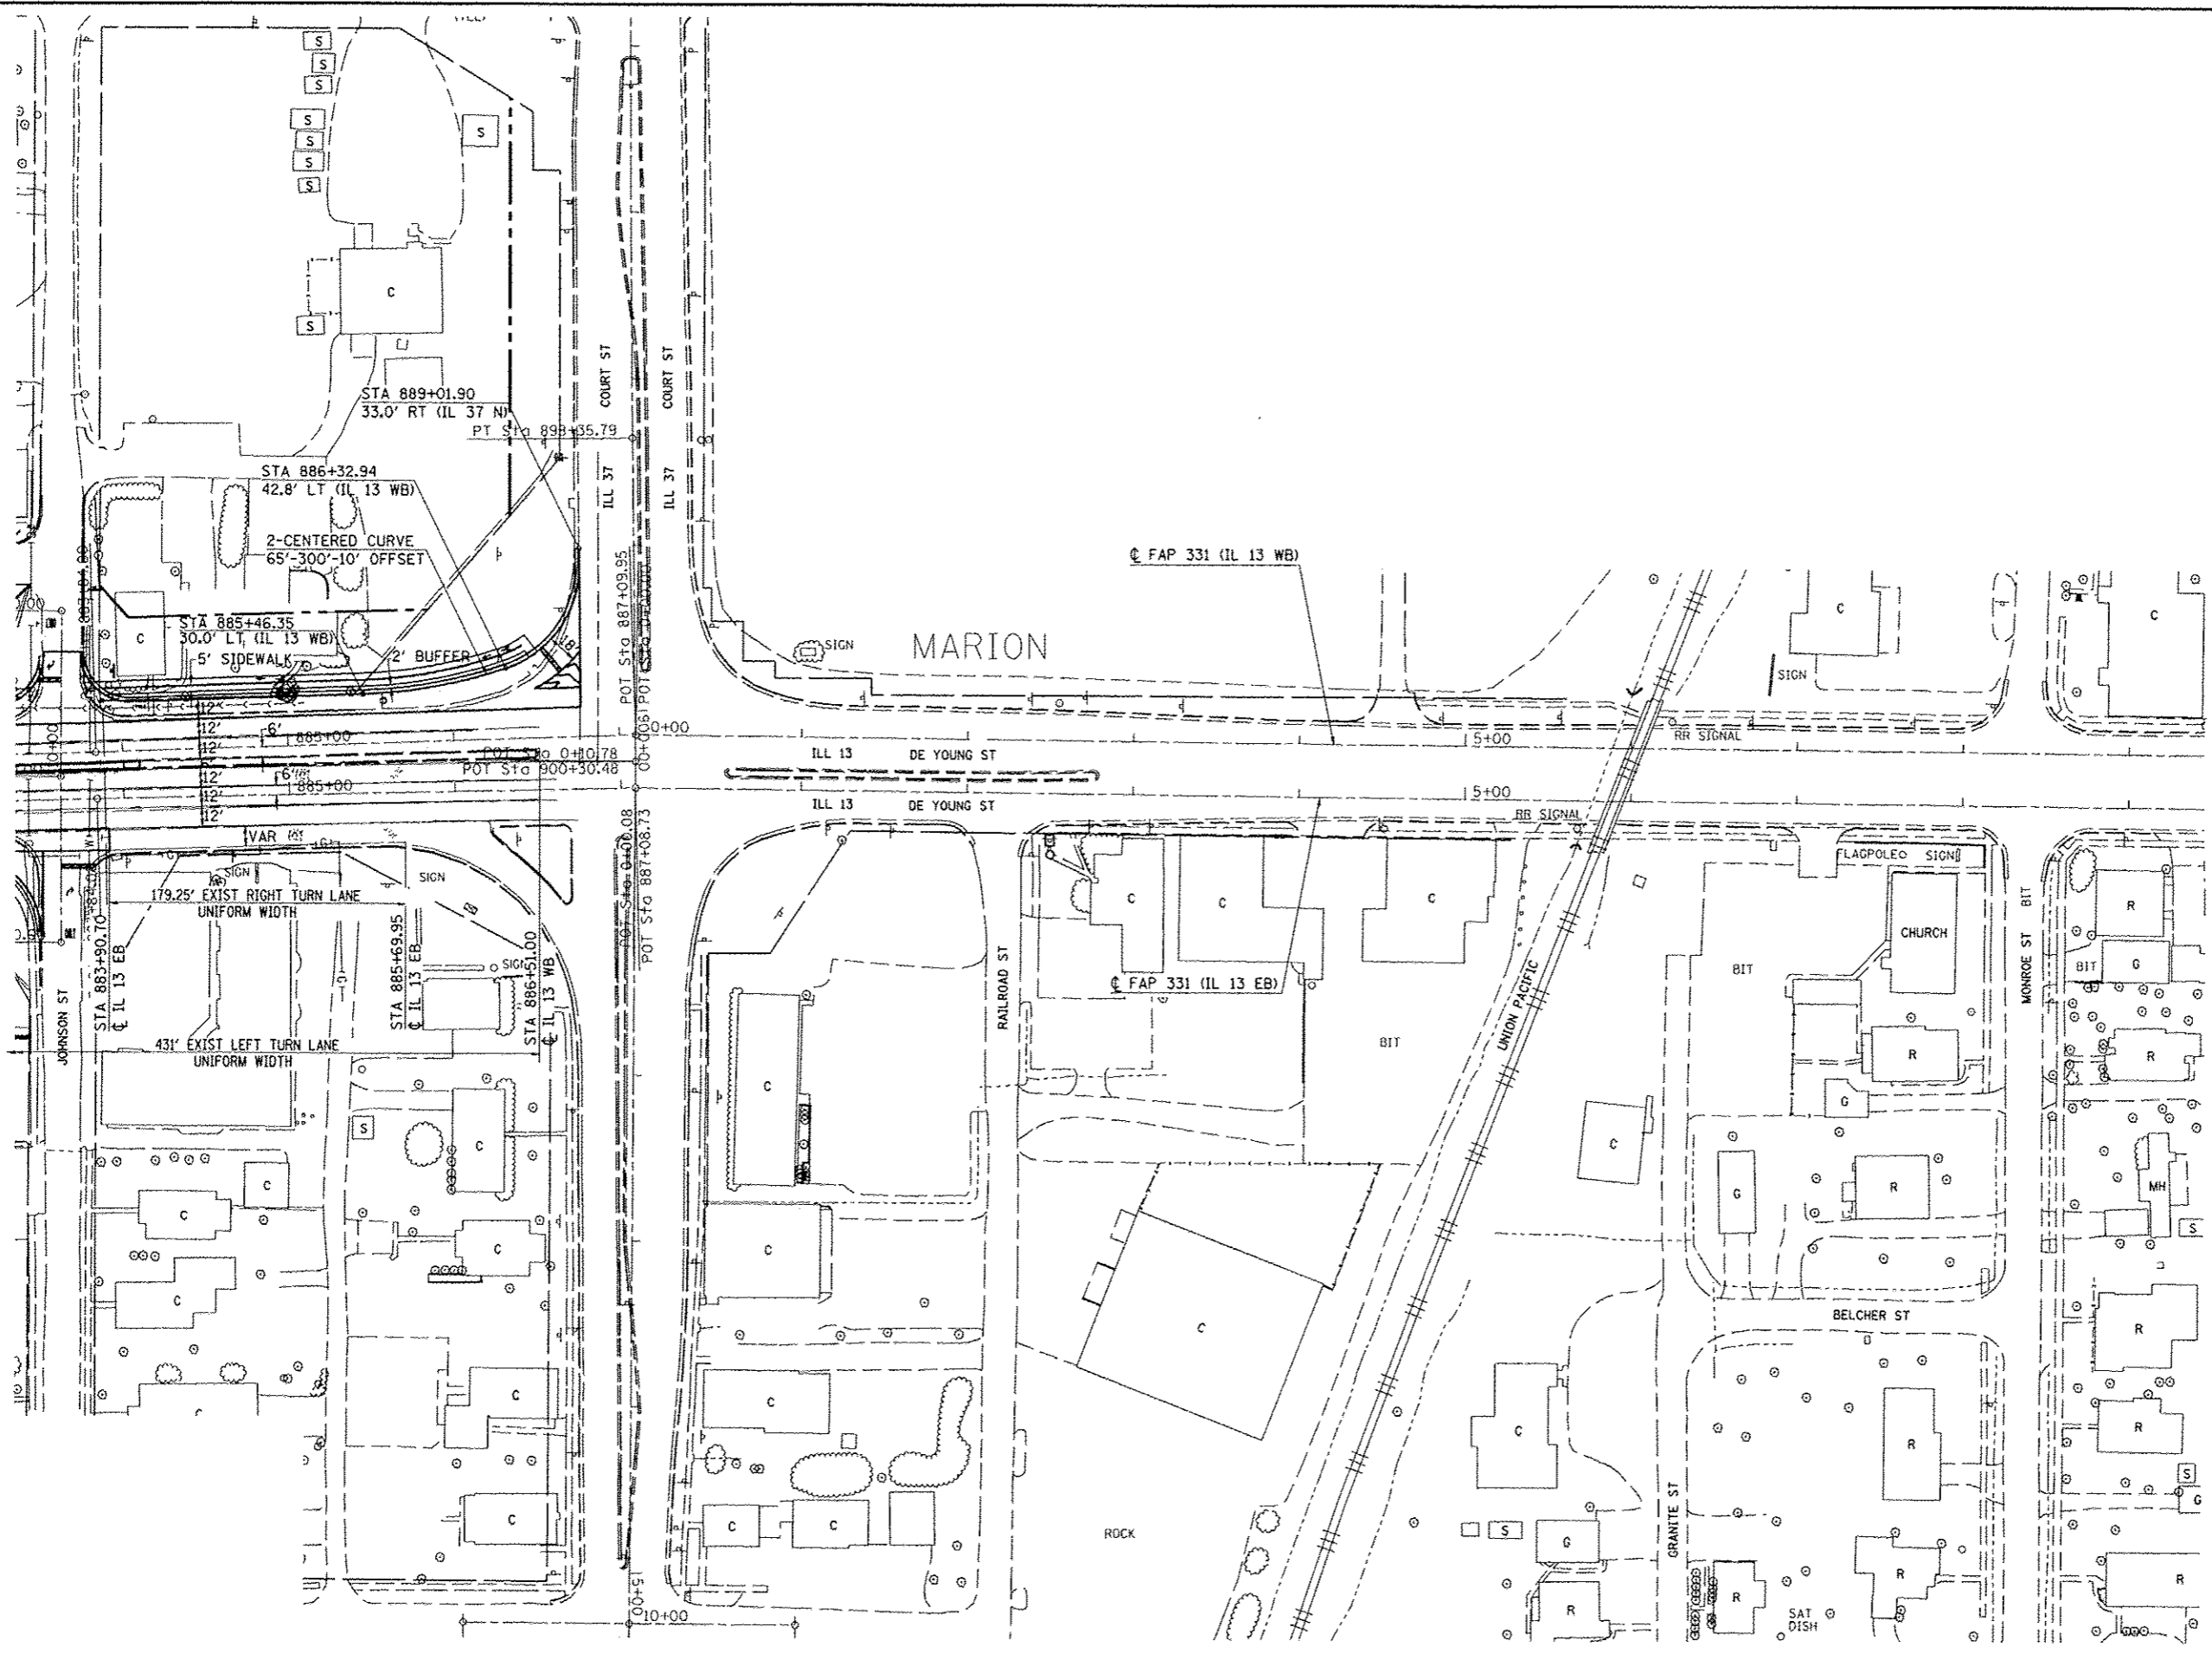 S
S
S
S
S
S
S
S
C
S
STA 889+01.90
33.0' RT (IL 37 N)
COURT ST
COURT ST
ILL 37
ILL 37
STA 886+32.94
42.8' LT (IL 13 WB)
2-CENTERED CURVE
65'-300'-10' OFFSET
POT Sta 887+09.95
₵ FAP 331 (IL 13 WB)
C
STA 885+46.35
30.0' LT (IL 13 WB)
5' SIDEWALK
2' BUFFER
18'
SIGN
MARION
SIGN
C
C
RR SIGNAL
12'
12'
12'
12'
12'
12'
6'
6'
885+00
885+00
POT Sta 0+10.78
POT Sta 900+30.48
ILL 13 DE YOUNG ST
5+00
ILL 13 DE YOUNG ST
5+00
RR SIGNAL
VAR
SIGN
SIGN
179.25' EXIST RIGHT TURN LANE
UNIFORM WIDTH
STA 883+90.70
₵ IL 13 EB
STA 885+69.95
₵ IL 13 EB
SIGN
STA 886+51.00
₵ IL 13 WB
POT Sta 887+08.73
JOHNSON ST
431' EXIST LEFT TURN LANE
UNIFORM WIDTH
RAILROAD ST
C
C
C
₵ FAP 331 (IL 13 EB)
BIT
UNION PACIFIC
FLAGPOLE
SIGN
CHURCH
BIT
MONROE ST
BIT
R
BIT
G
R
R
G
C
C
S
C
C
C
C
C
C
G
R
MH
S
C
BELCHER ST
R
C
C
C
R
R
S
G
C
C
C
ROCK
S
G
GRANITE ST
R
R
R
SAT
DISH
R
15+00
10+00